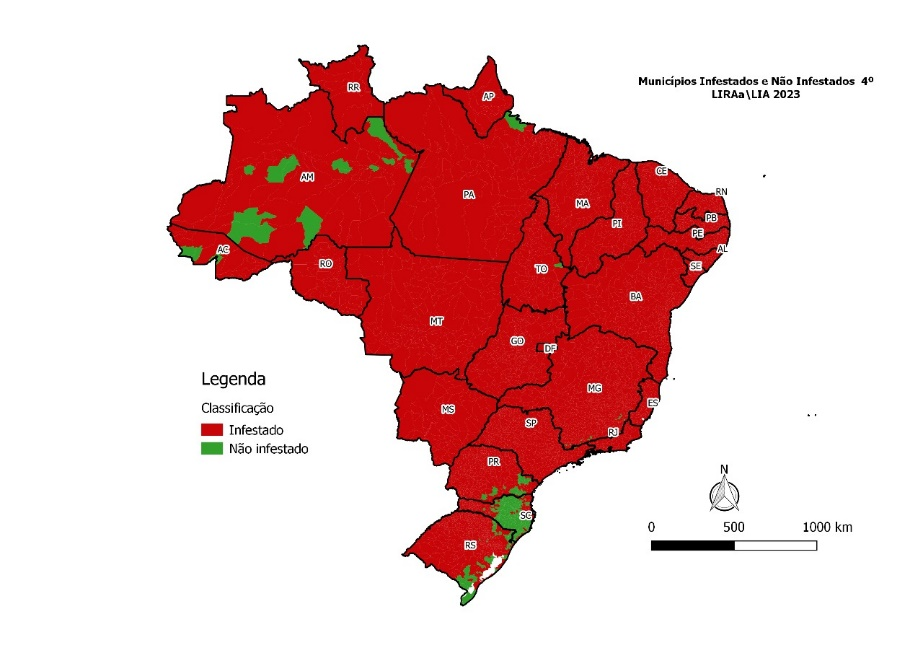 Municípios Infestados e Não Infestados 4º
LIRAa\LIA 2023
RR
AP
AM
PA
MA
CE
RN
PI
PB
PE
AL
AC
RO
TO
SE
BA
MT
GO
DF
MG
MS
ES
SP
RJ
PR
SC
RS
Legenda
Classificação
Infestado
Não infestado
N
0 500 1000 km